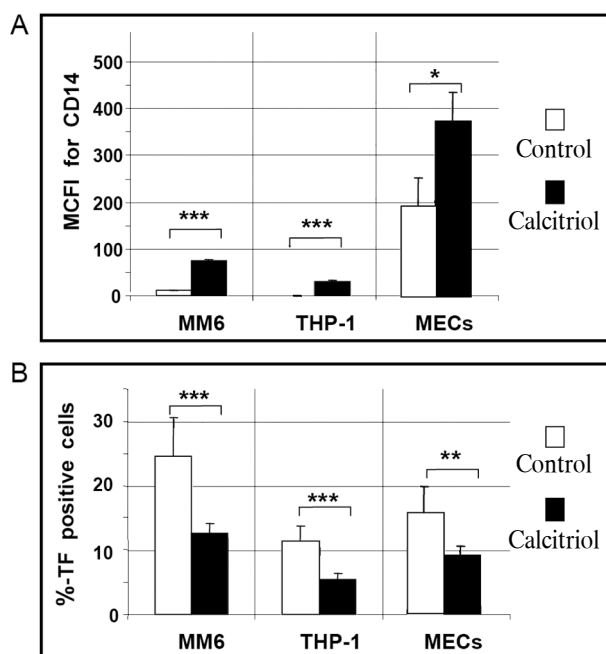 A
MCFI for CD14
500
400
300
200
100
0
***
***
*
MM6 THP-1 MECs
Control
Calcitriol
B
%-TF positive cells
30
20
10
0
***
***
**
MM6 THP-1 MECs
Control
Calcitriol